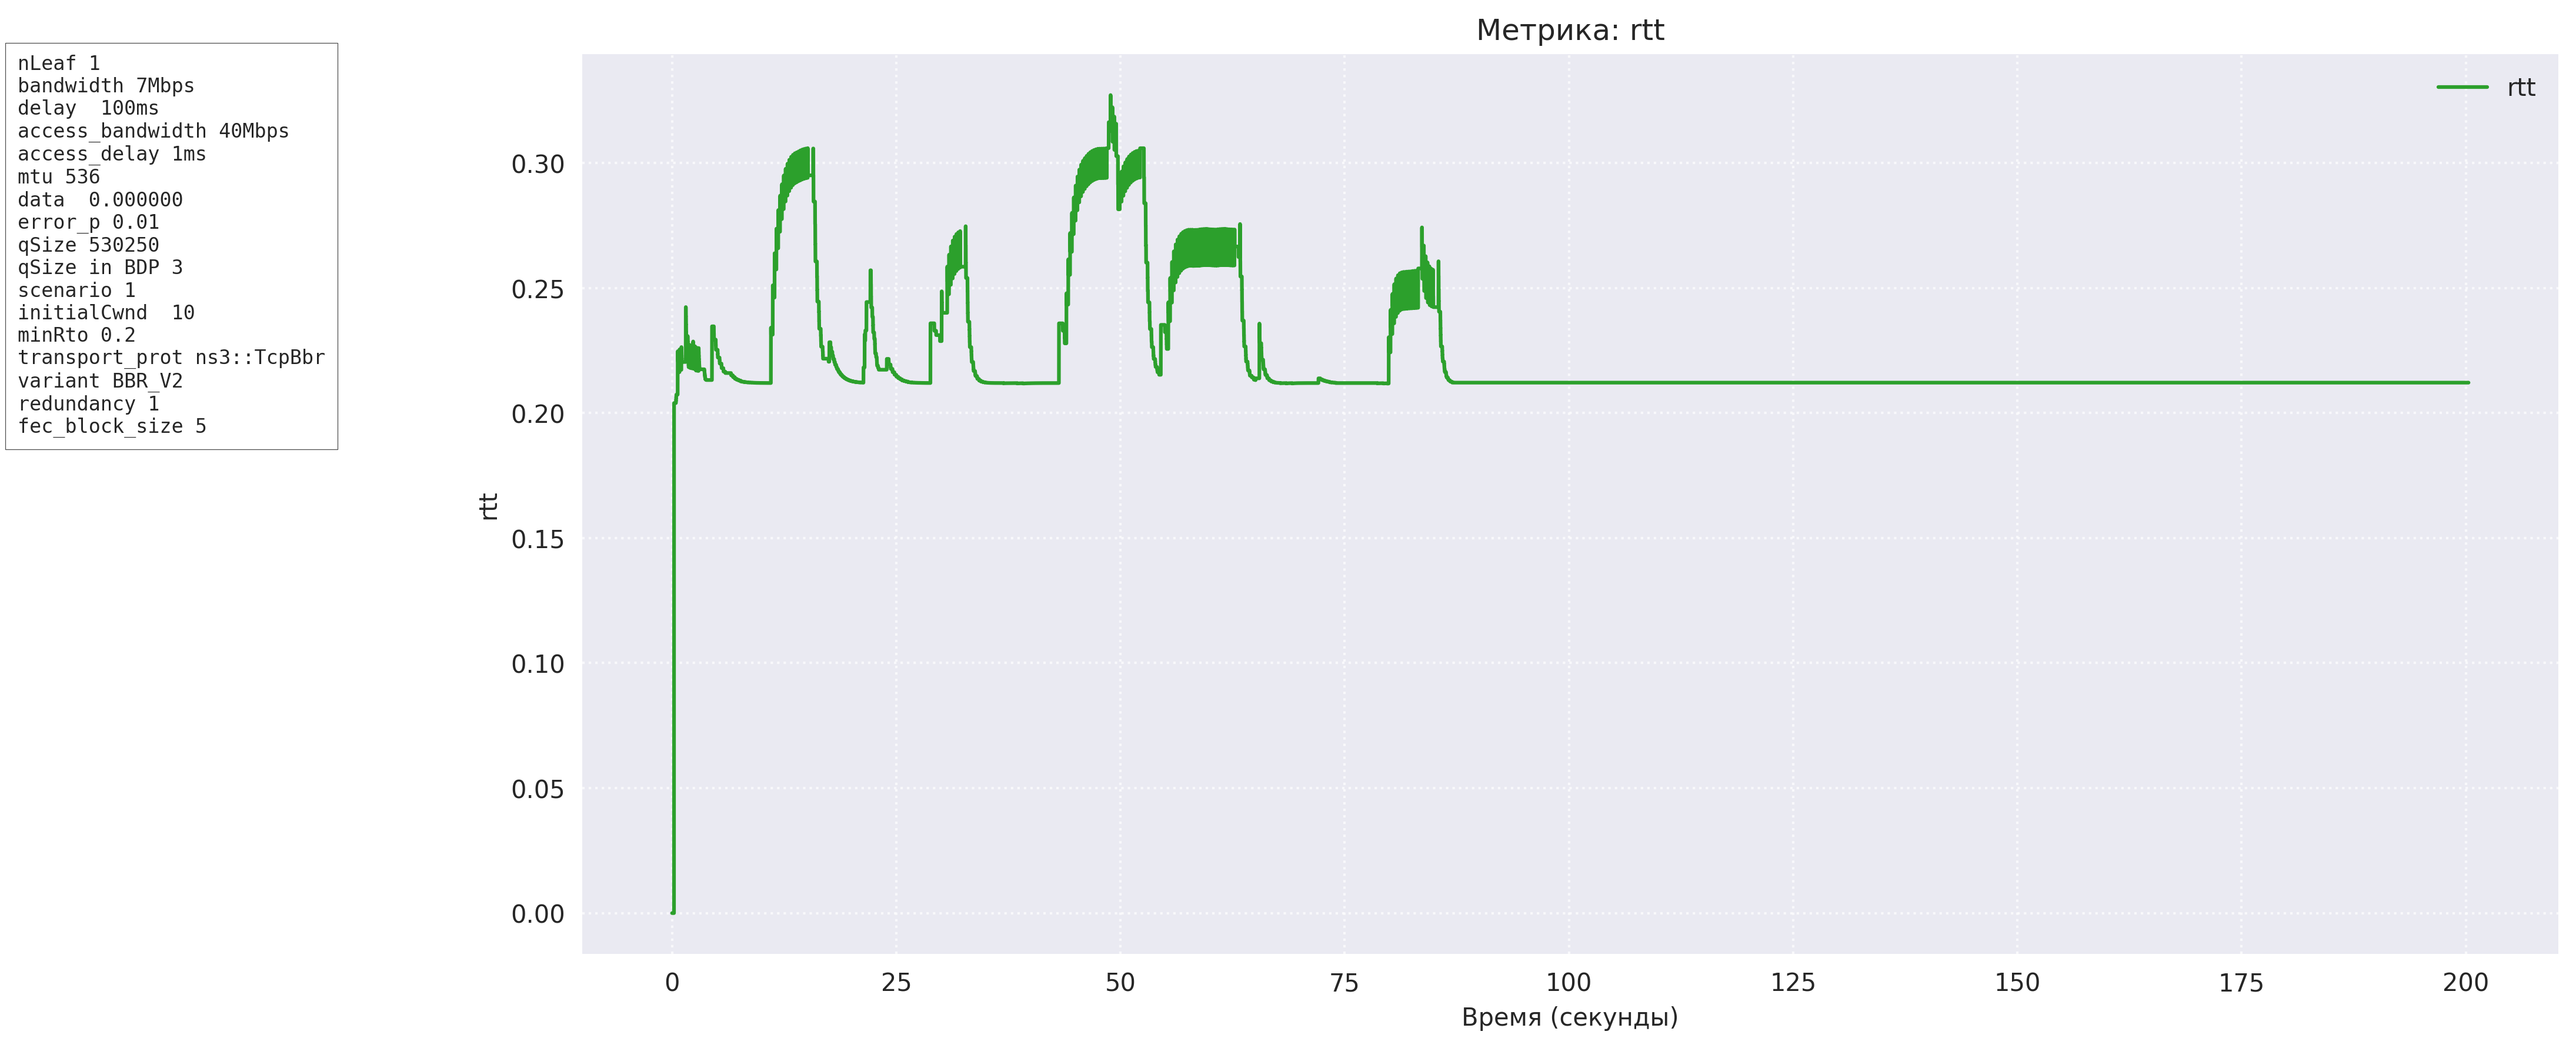 Метрика: rtt
nLeaf 1
bandwidth 7Mbps
delay  100ms
access_bandwidth 40Mbps
access_delay 1ms
mtu 536
data  0.000000
error_p 0.01
qSize 530250
qSize in BDP 3
scenario 1
initialCwnd  10
minRto 0.2
transport_prot ns3::TcpBbr
variant BBR_V2
redundancy 1
fec_block_size 5
rtt
rtt
0.30
0.25
0.20
0.15
0.10
0.05
0.00
0 25 50 75 100 125 150 175 200
Время (секунды)